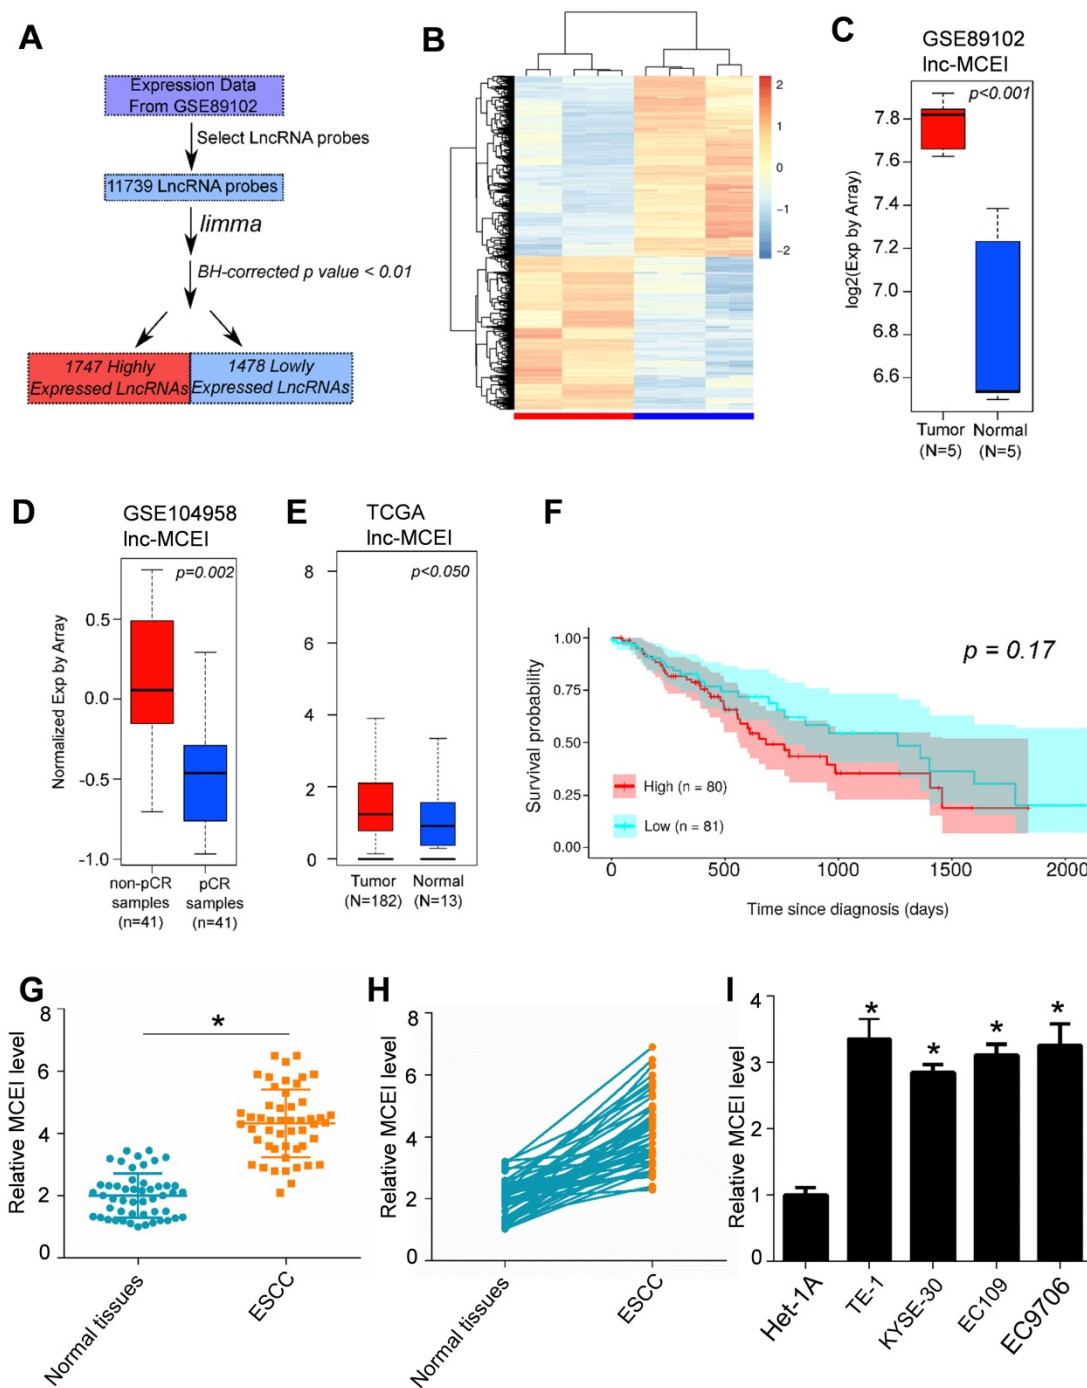 A
Expression Data
From GSE89102
Select LncRNA probes
11739 LncRNA probes
limma
BH-corrected p value < 0.01
1747 Highly
Expressed LncRNAs
1478 Lowly
Expressed LncRNAs
B
2
1
0
−1
−2
C
GSE89102
lnc-MCEI
p<0.001
log2(Exp by Array)
7.8
7.6
7.4
7.2
7.0
6.8
6.6
Tumor
(N=5)
Normal
(N=5)
D
GSE104958
lnc-MCEI
p=0.002
Normalized Exp by Array
0.5
0.0
-0.5
-1.0
non-pCR
samples
(n=41)
pCR
samples
(n=41)
E
TCGA
lnc-MCEI
p<0.050
8
6
4
2
0
Tumor
(N=182)
Normal
(N=13)
F
p = 0.17
Survival probability
1.00
0.75
0.50
0.25
0.00
High (n = 80)
Low (n = 81)
0
500
1000
1500
2000
Time since diagnosis (days)
G
*
Relative MCEI level
8
6
4
2
0
Normal tissues
ESCC
H
Relative MCEI level
8
6
4
2
0
Normal tissues
ESCC
I
Relative MCEI level
4
3
2
1
0
*
*
*
*
Het-1A
TE-1
KYSE-30
EC109
EC9706